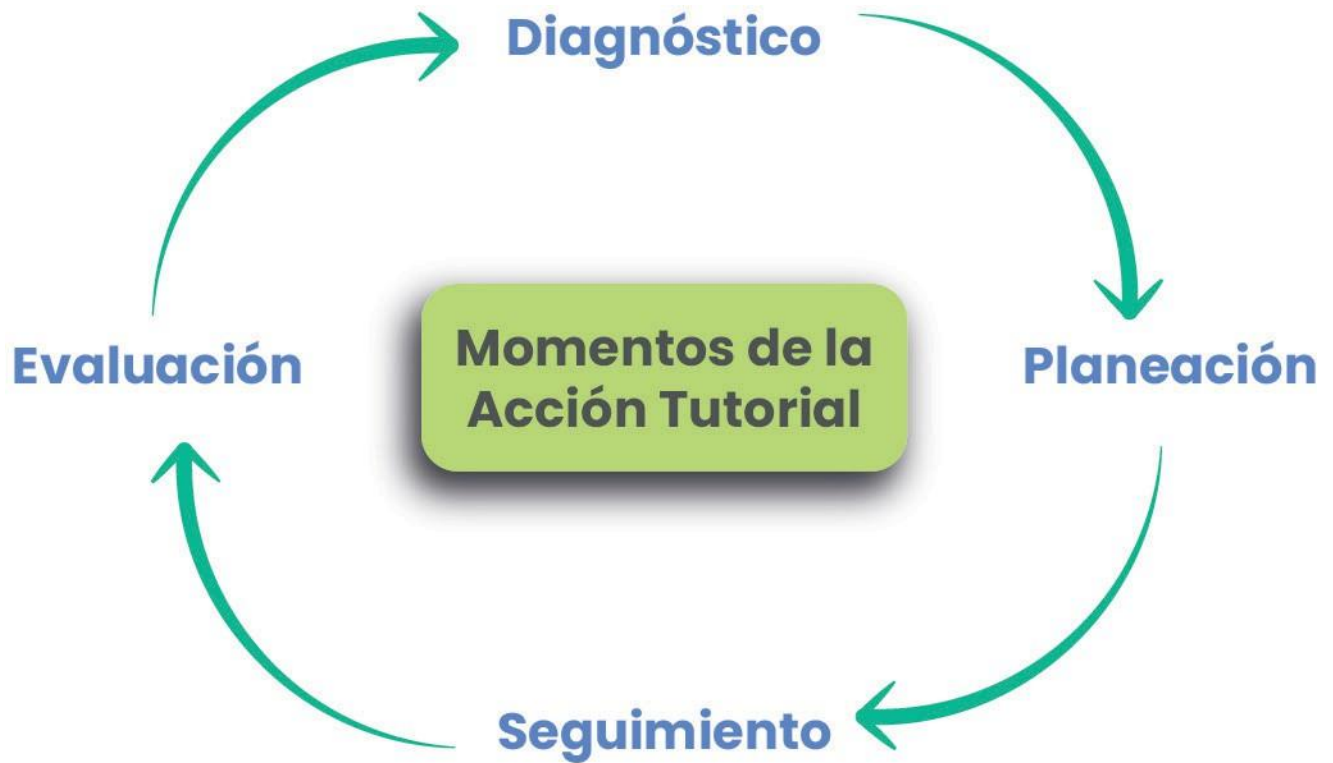 Diagnóstico
Evaluación
Momentos de la
Acción Tutorial
Planeación
Seguimiento